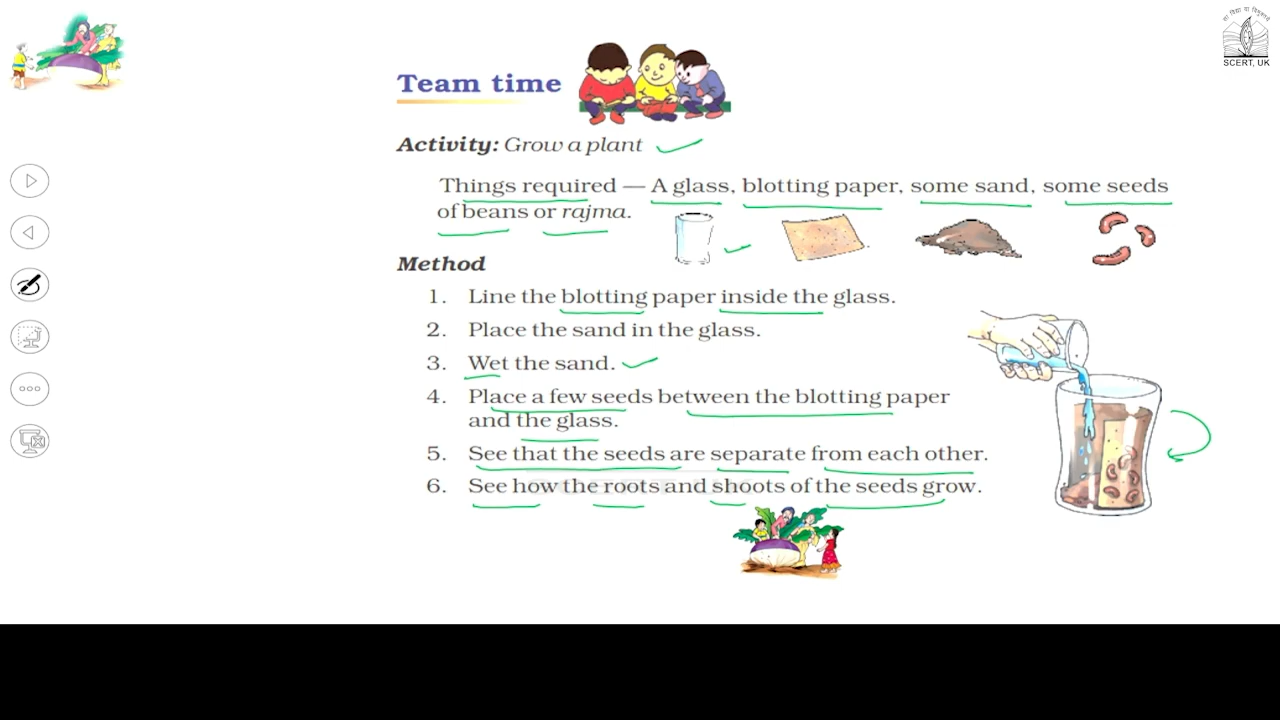 SCERT, UK
Team time
Activity: Grow a plant
Things required — A glass, blotting paper, some sand, some seeds
of beans or rajma.
Method
1. Line the blotting paper inside the glass.
2. Place the sand in the glass.
3. Wet the sand.
4. Place a few seeds between the blotting paper
and the glass.
5. See that the seeds are separate from each other.
6. See how the roots and shoots of the seeds grow.